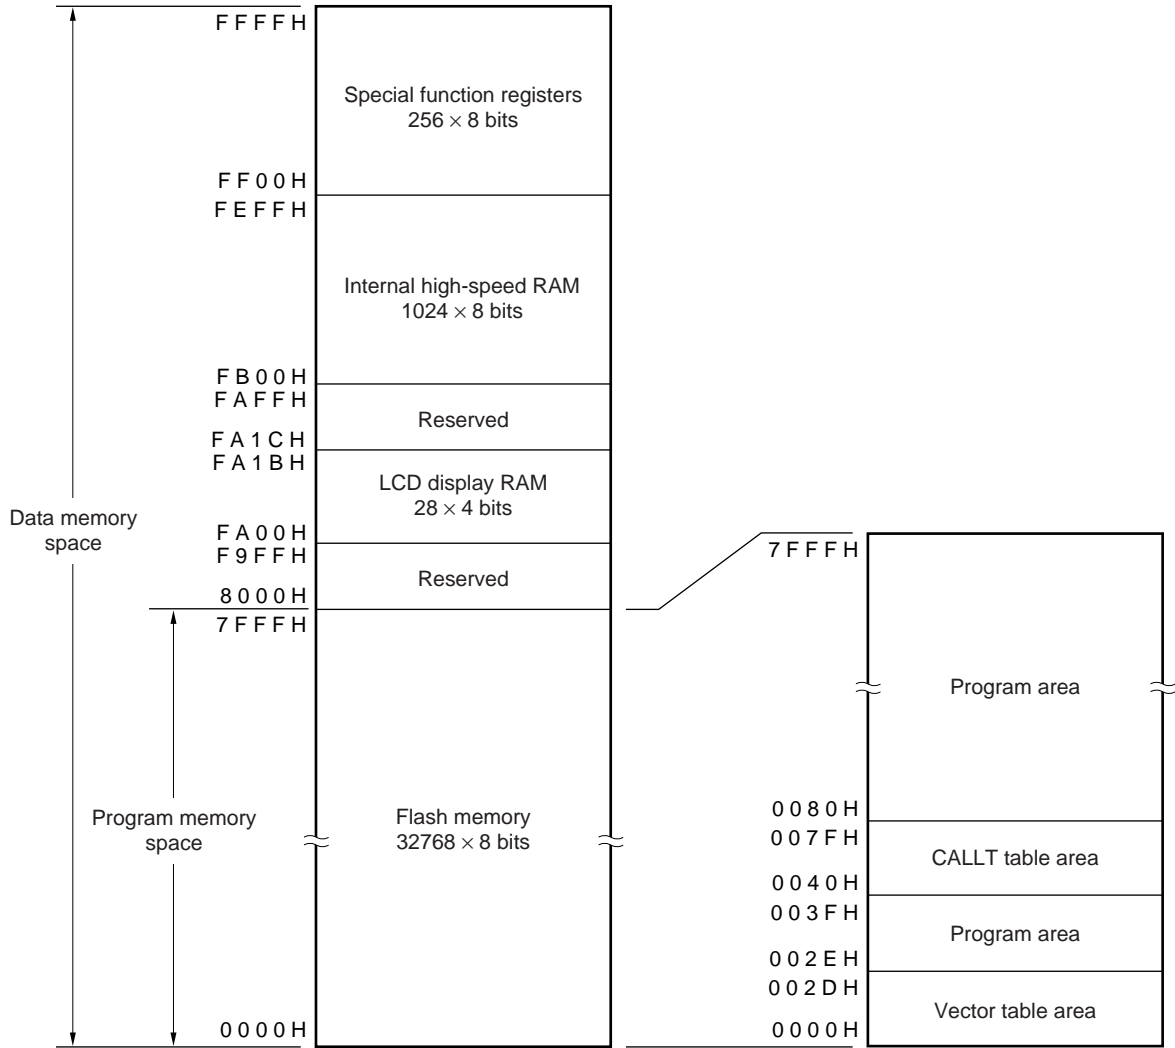 FFFFH
Special function registers
256 × 8 bits
FF00H
FEFFH
Internal high-speed RAM
1024 × 8 bits
FB00H
FAFFH
Reserved
FA1CH
FA1BH
LCD display RAM
28 × 4 bits
Data memory
space
FA00H
F9FFH
Reserved
8000H
7FFFH
Program memory
space
Flash memory
32768 × 8 bits
0000H
7FFFH
Program area
0080H
007FH
CALLT table area
0040H
003FH
Program area
002EH
002DH
Vector table area
0000H